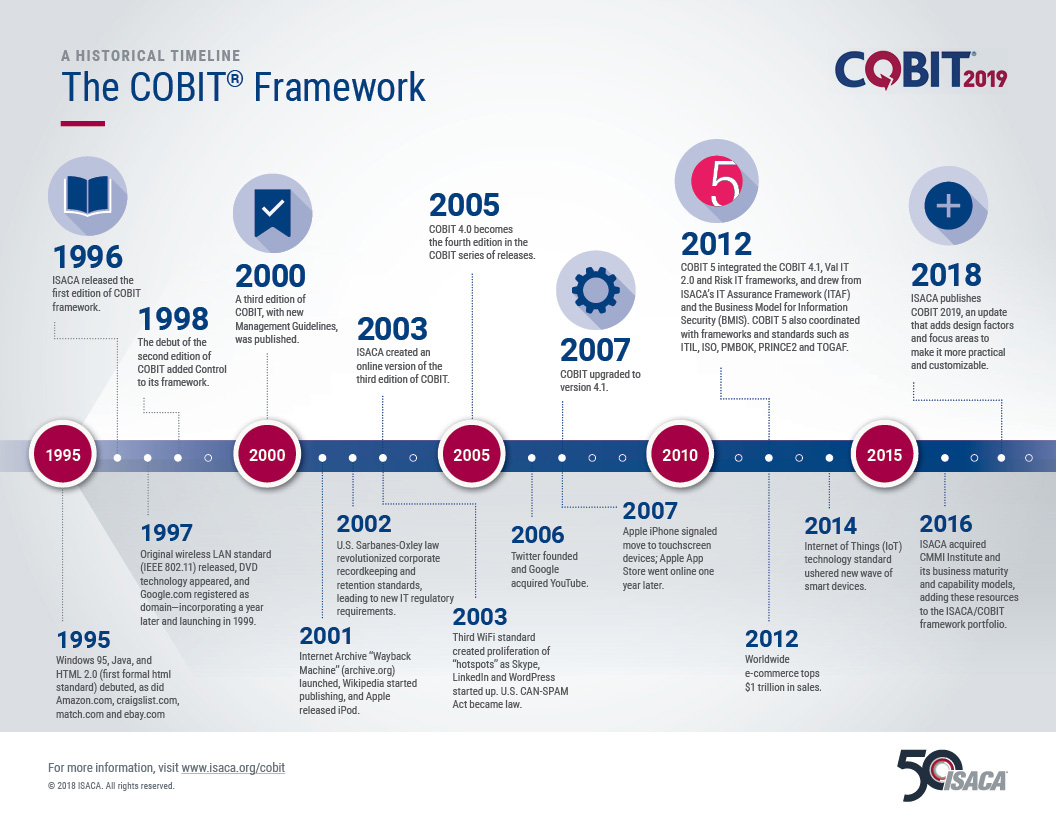 A HISTORICAL TIMELINE
The COBIT® Framework
COBIT® 2019
1996
ISACA released the
first edition of COBIT
framework.
1998
The debut of the
second edition of
COBIT added Control
to its framework.
2000
A third edition of
COBIT, with new
Management Guidelines,
was published.
2003
ISACA created an
online version of the
third edition of COBIT.
2005
COBIT 4.0 becomes
the fourth edition in the
COBIT series of releases.
2007
COBIT upgraded to
version 4.1.
5
2012
COBIT 5 integrated the COBIT 4.1, Val IT
2.0 and Risk IT frameworks, and drew from
ISACA's IT Assurance Framework (ITAF)
and the Business Model for Information
Security (BMIS). COBIT 5 also coordinated
with frameworks and standards such as
ITIL, ISO, PMBOK, PRINCE2 and TOGAF.
2018
ISACA publishes
COBIT 2019, an update
that adds design factors
and focus areas to
make it more practical
and customizable.
1995
2000
2005
2010
2015
1995
Windows 95, Java, and
HTML 2.0 (first formal html
standard) debuted, as did
Amazon.com, craigslist.com,
match.com and ebay.com
1997
Original wireless LAN standard
(IEEE 802.11) released, DVD
technology appeared, and
Google.com registered as
domain—incorporating a year
later and launching in 1999.
2001
Internet Archive “Wayback
Machine” (archive.org)
launched, Wikipedia started
publishing, and Apple
released iPod.
2002
U.S. Sarbanes-Oxley law
revolutionized corporate
recordkeeping and
retention standards,
leading to new IT regulatory
requirements.
2003
Third WiFi standard
created proliferation of
“hotspots” as Skype,
LinkedIn and WordPress
started up. U.S. CAN-SPAM
Act became law.
2006
Twitter founded
and Google
acquired YouTube.
2007
Apple iPhone signaled
move to touchscreen
devices; Apple App
Store went online one
year later.
2012
Worldwide
e-commerce tops
$1 trillion in sales.
2014
Internet of Things (IoT)
technology standard
ushered new wave of
smart devices.
2016
ISACA acquired
CMMI Institute and
its business maturity
and capability models,
adding these resources
to the ISACA/COBIT
framework portfolio.
For more information, visit www.isaca.org/cobit
© 2018 ISACA. All rights reserved.
50 ISACA